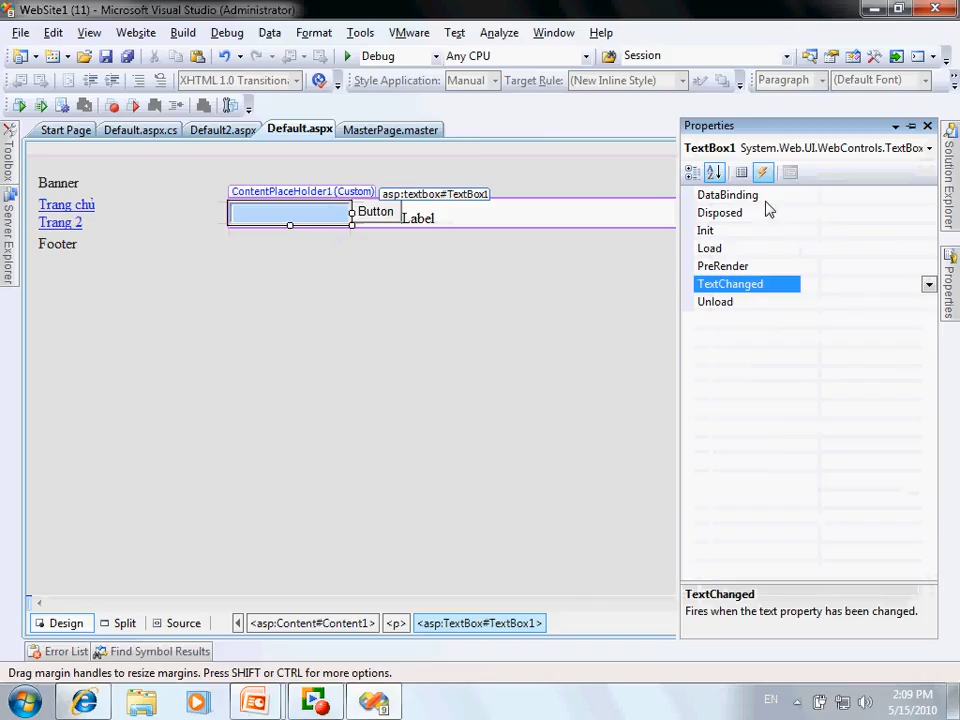 WebSite1 (11) - Microsoft Visual Studio (Administrator)
File Edit View Website Build Debug Data Format Tools VMware Test Analyze Window Help
Debug Any CPU Session
XHTML 1.0 Transition Style Application: Manual Target Rule: (New Inline Style) Paragraph (Default Font)
Start Page Default.aspx.cs Default2.aspx Default.aspx MasterPage.master
Toolbox
Server Explorer
Banner
Trang chủ
Trang 2
Footer
ContentPlaceHolder1 (Custom) asp:textbox#TextBox1
Button Label
Properties
TextBox1 System.Web.UI.WebControls.TextBox
DataBinding
Disposed
Init
Load
PreRender
TextChanged
Unload
TextChanged
Fires when the text property has been changed.
Solution Explorer
Properties
Design Split Source <asp:Content#Content1> <p> <asp:TextBox#TextBox1>
Error List Find Symbol Results
Drag margin handles to resize margins. Press SHIFT or CTRL for more options.
EN 2:09 PM
5/15/2010